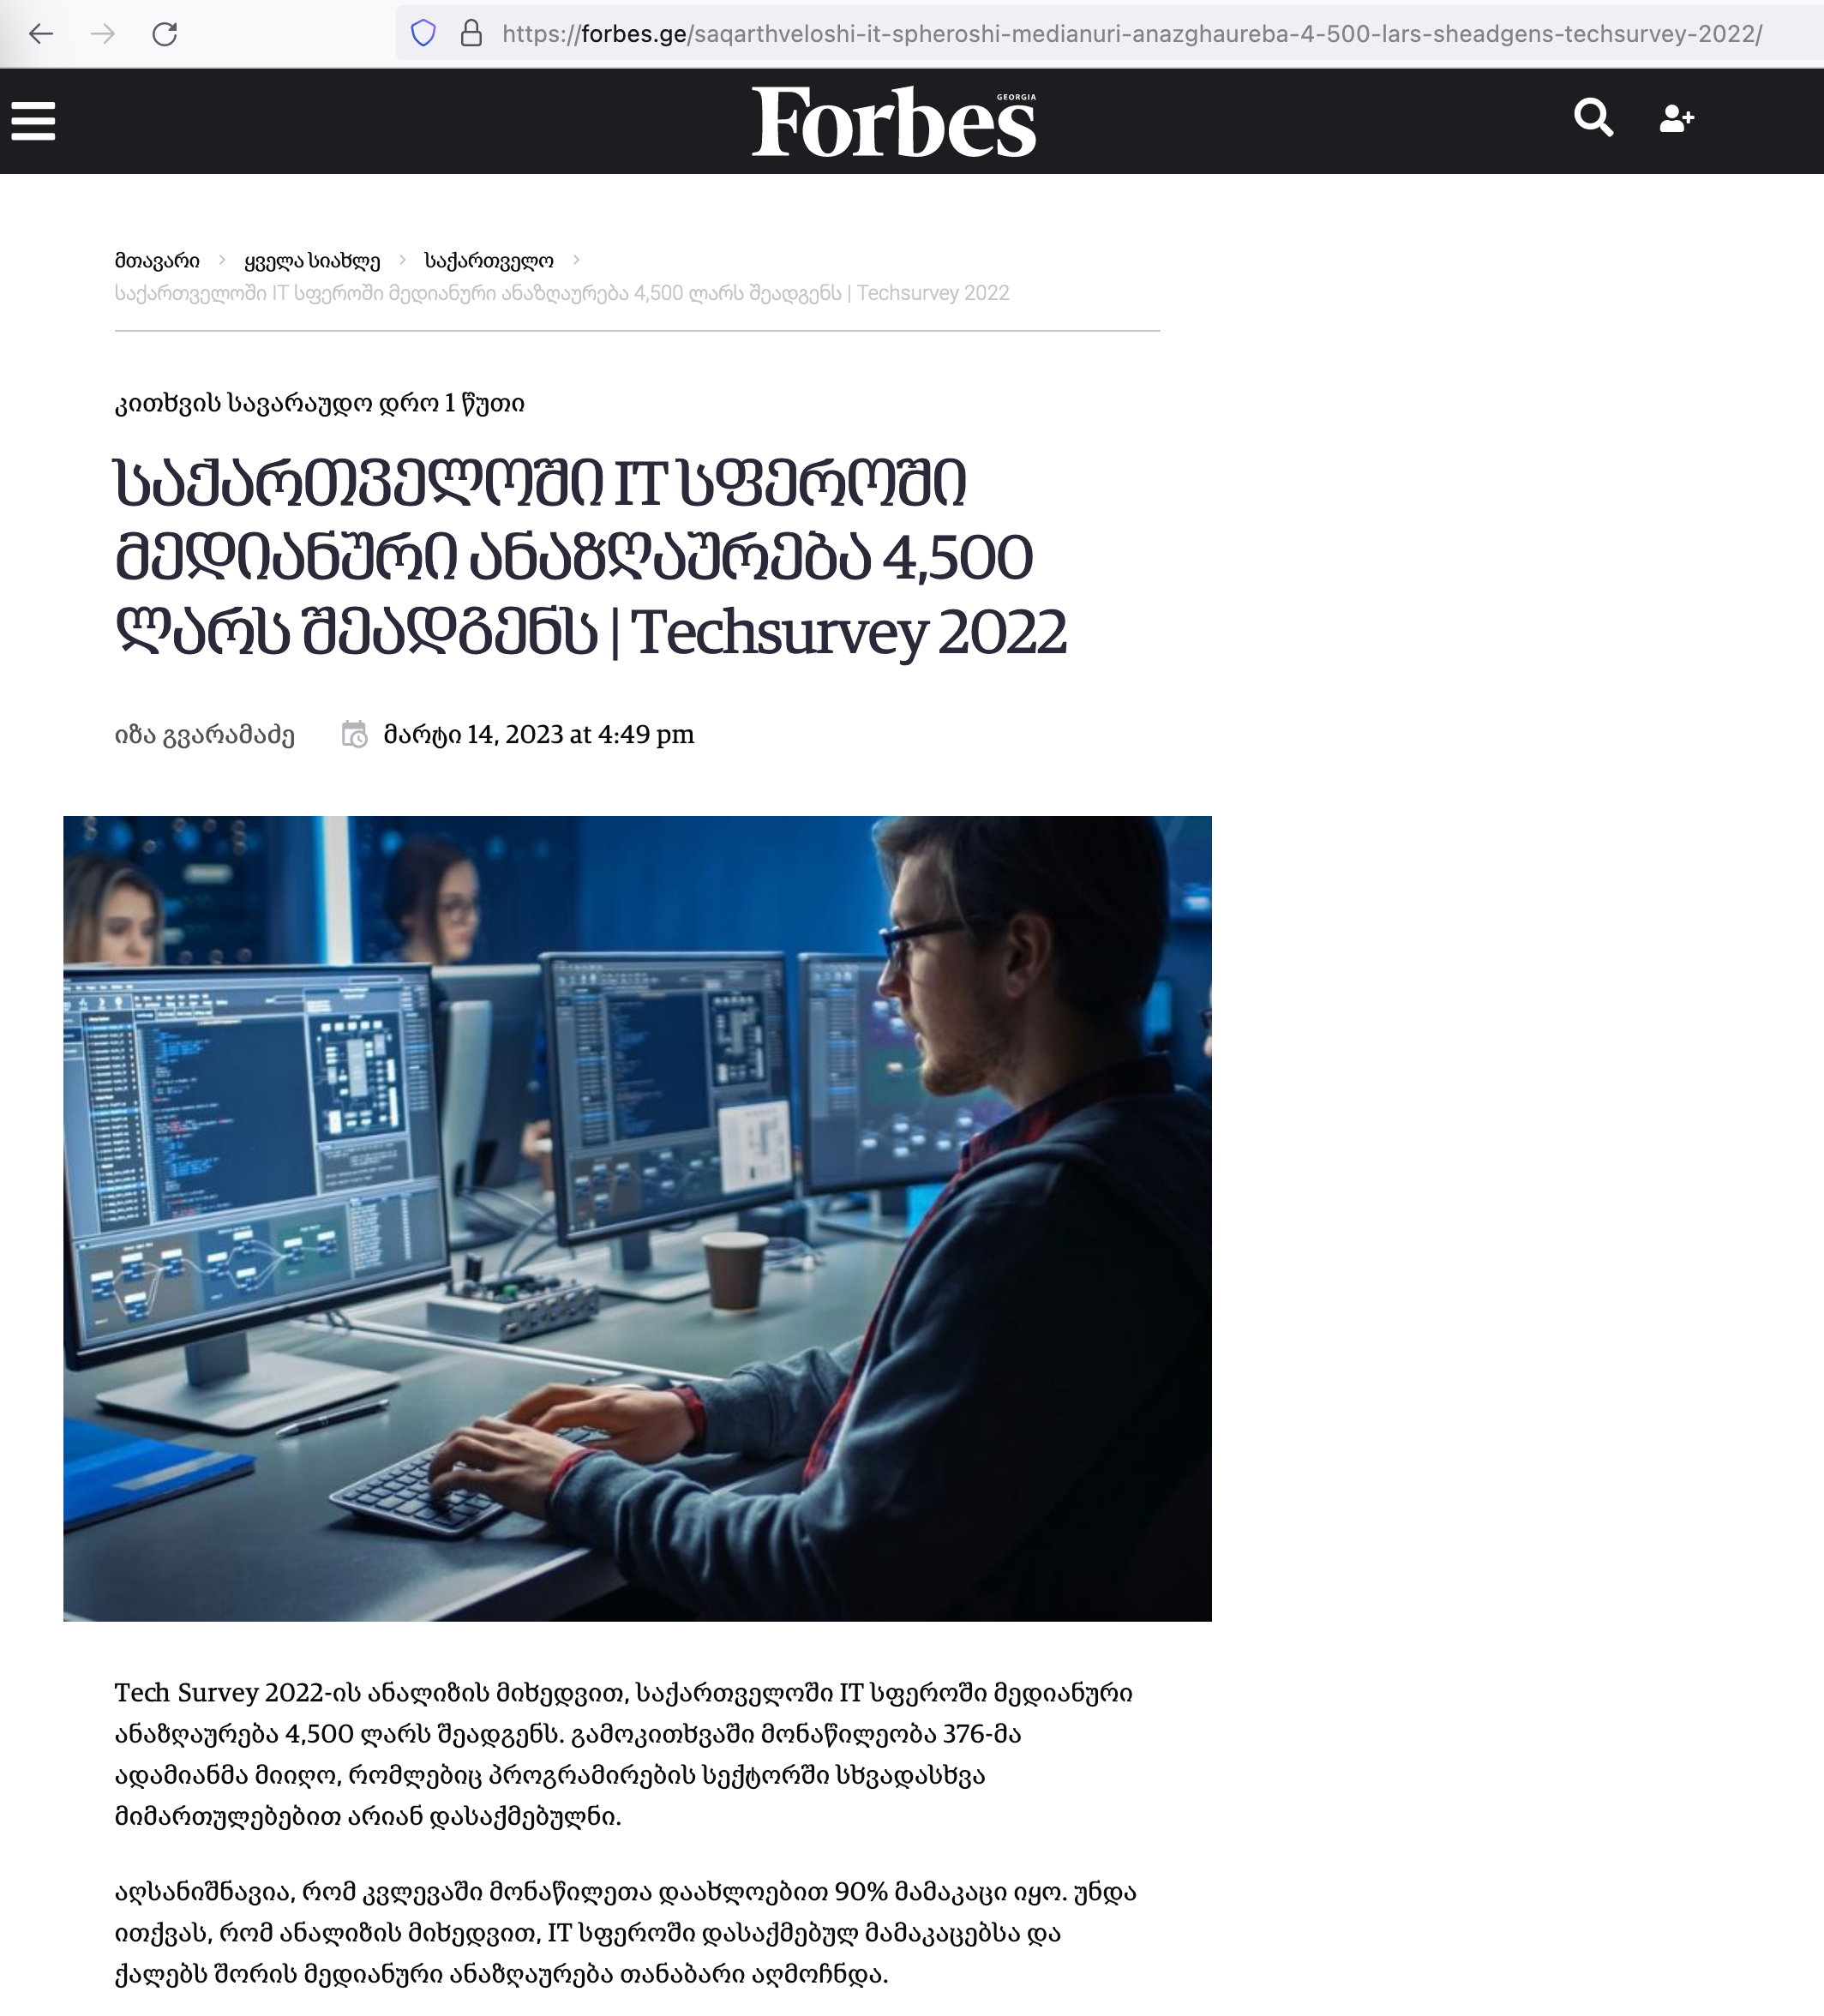 https://forbes.ge/saqarthveloshi-it-spheroshi-medianuri-anazghaureba-4-500-lars-sheadgens-techsurvey-2022/
Forbes
GEORGIA
მთავარი > ყველა სიახლე > საქართველო >
საქართველოში IT სფეროში მედიანური ანაზღაურება 4,500 ლარს შეადგენს | Techsurvey 2022
კითხვის სავარაუდო დრო 1 წუთი
საქართველოში IT სფეროში
მედიანური ანაზღაურება 4,500
ლარს შეადგენს | Techsurvey 2022
იზა გვარამაძე
მარტი 14, 2023 at 4:49 pm
Tech Survey 2022-ის ანალიზის მიხედვით, საქართველოში IT სფეროში მედიანური
ანაზღაურება 4,500 ლარს შეადგენს. გამოკითხვაში მონაწილეობა 376-მა
ადამიანმა მიიღო, რომლებიც პროგრამირების სექტორში სხვადასხვა
მიმართულებებით არიან დასაქმებულნი.
აღსანიშნავია, რომ კვლევაში მონაწილეთა დაახლოებით 90% მამაკაცი იყო. უნდა
ითქვას, რომ ანალიზის მიხედვით, IT სფეროში დასაქმებულ მამაკაცებსა და
ქალებს შორის მედიანური ანაზღაურება თანაბარი აღმოჩნდა.